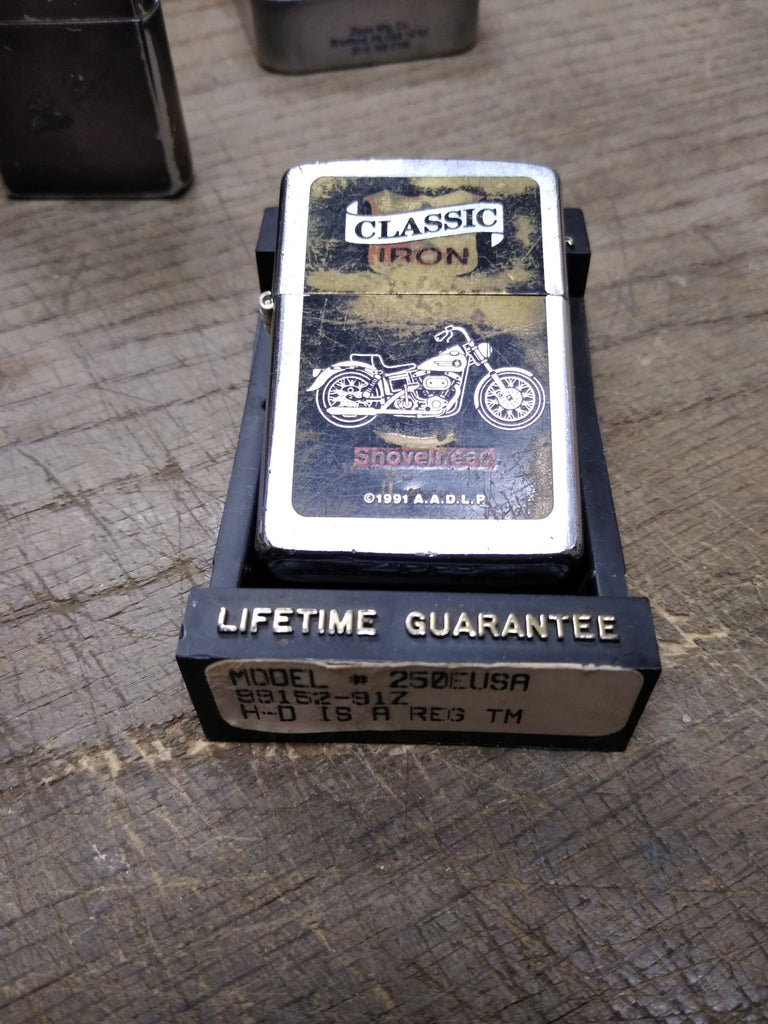 CLASSIC
IRON
Shovelhead
©1991 A.A.D.L.P
LIFETIME GUARANTEE
MODEL # 250EUSA
99152-91Z
H-D IS A REG TM